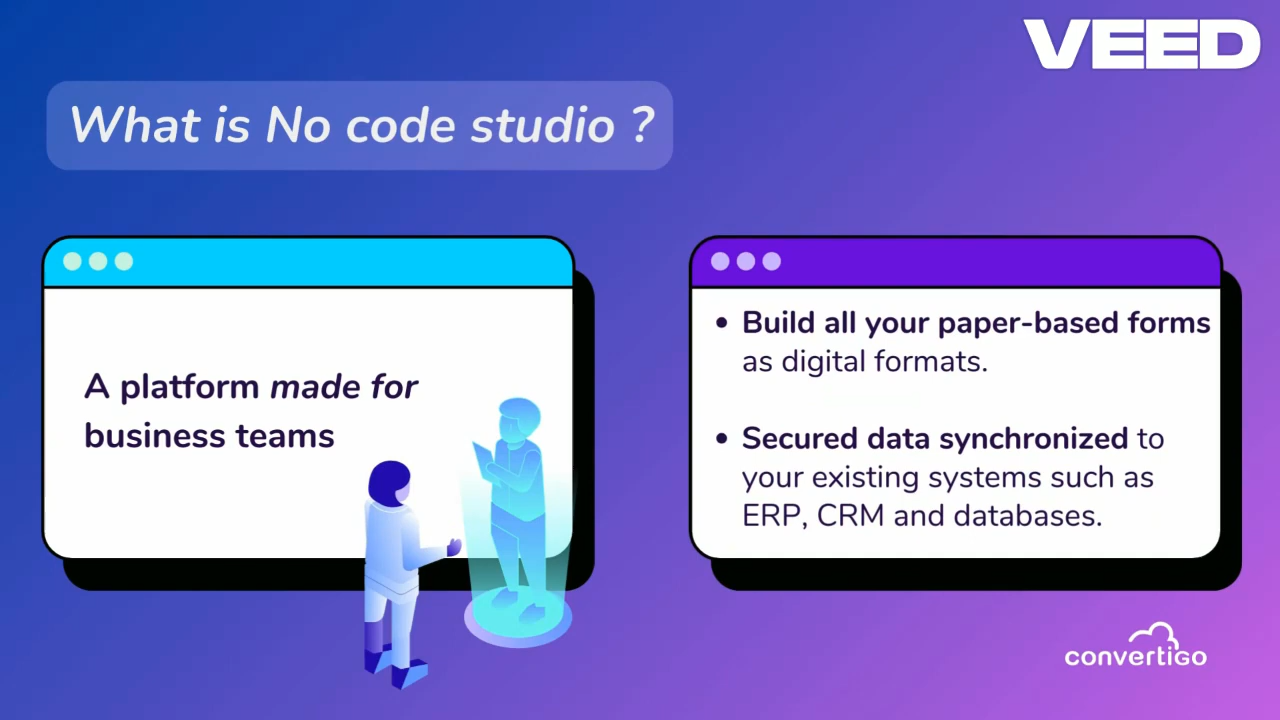 VEED
What is No code studio ?
A platform made for
business teams
• Build all your paper-based forms
as digital formats.
• Secured data synchronized to
your existing systems such as
ERP, CRM and databases.
convertigo